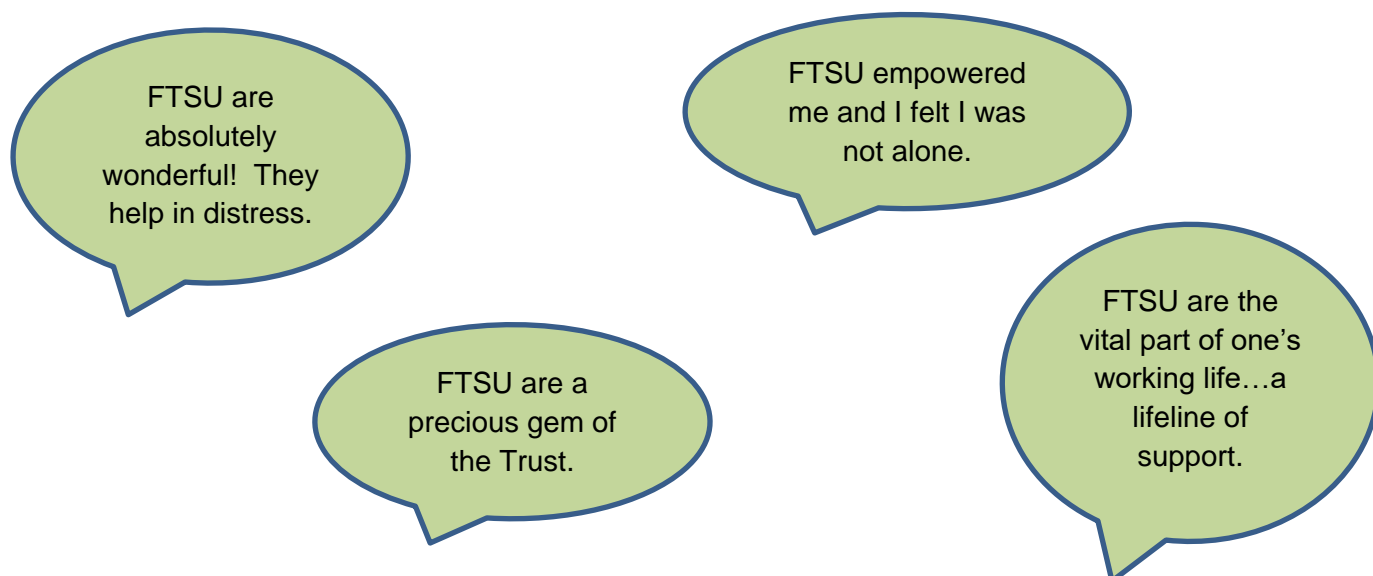 FTSU are
absolutely
wonderful!  They
help in distress.
FTSU empowered
me and I felt I was
not alone.
FTSU are a
precious gem of
the Trust.
FTSU are the
vital part of one’s
working life…a
lifeline of
support.